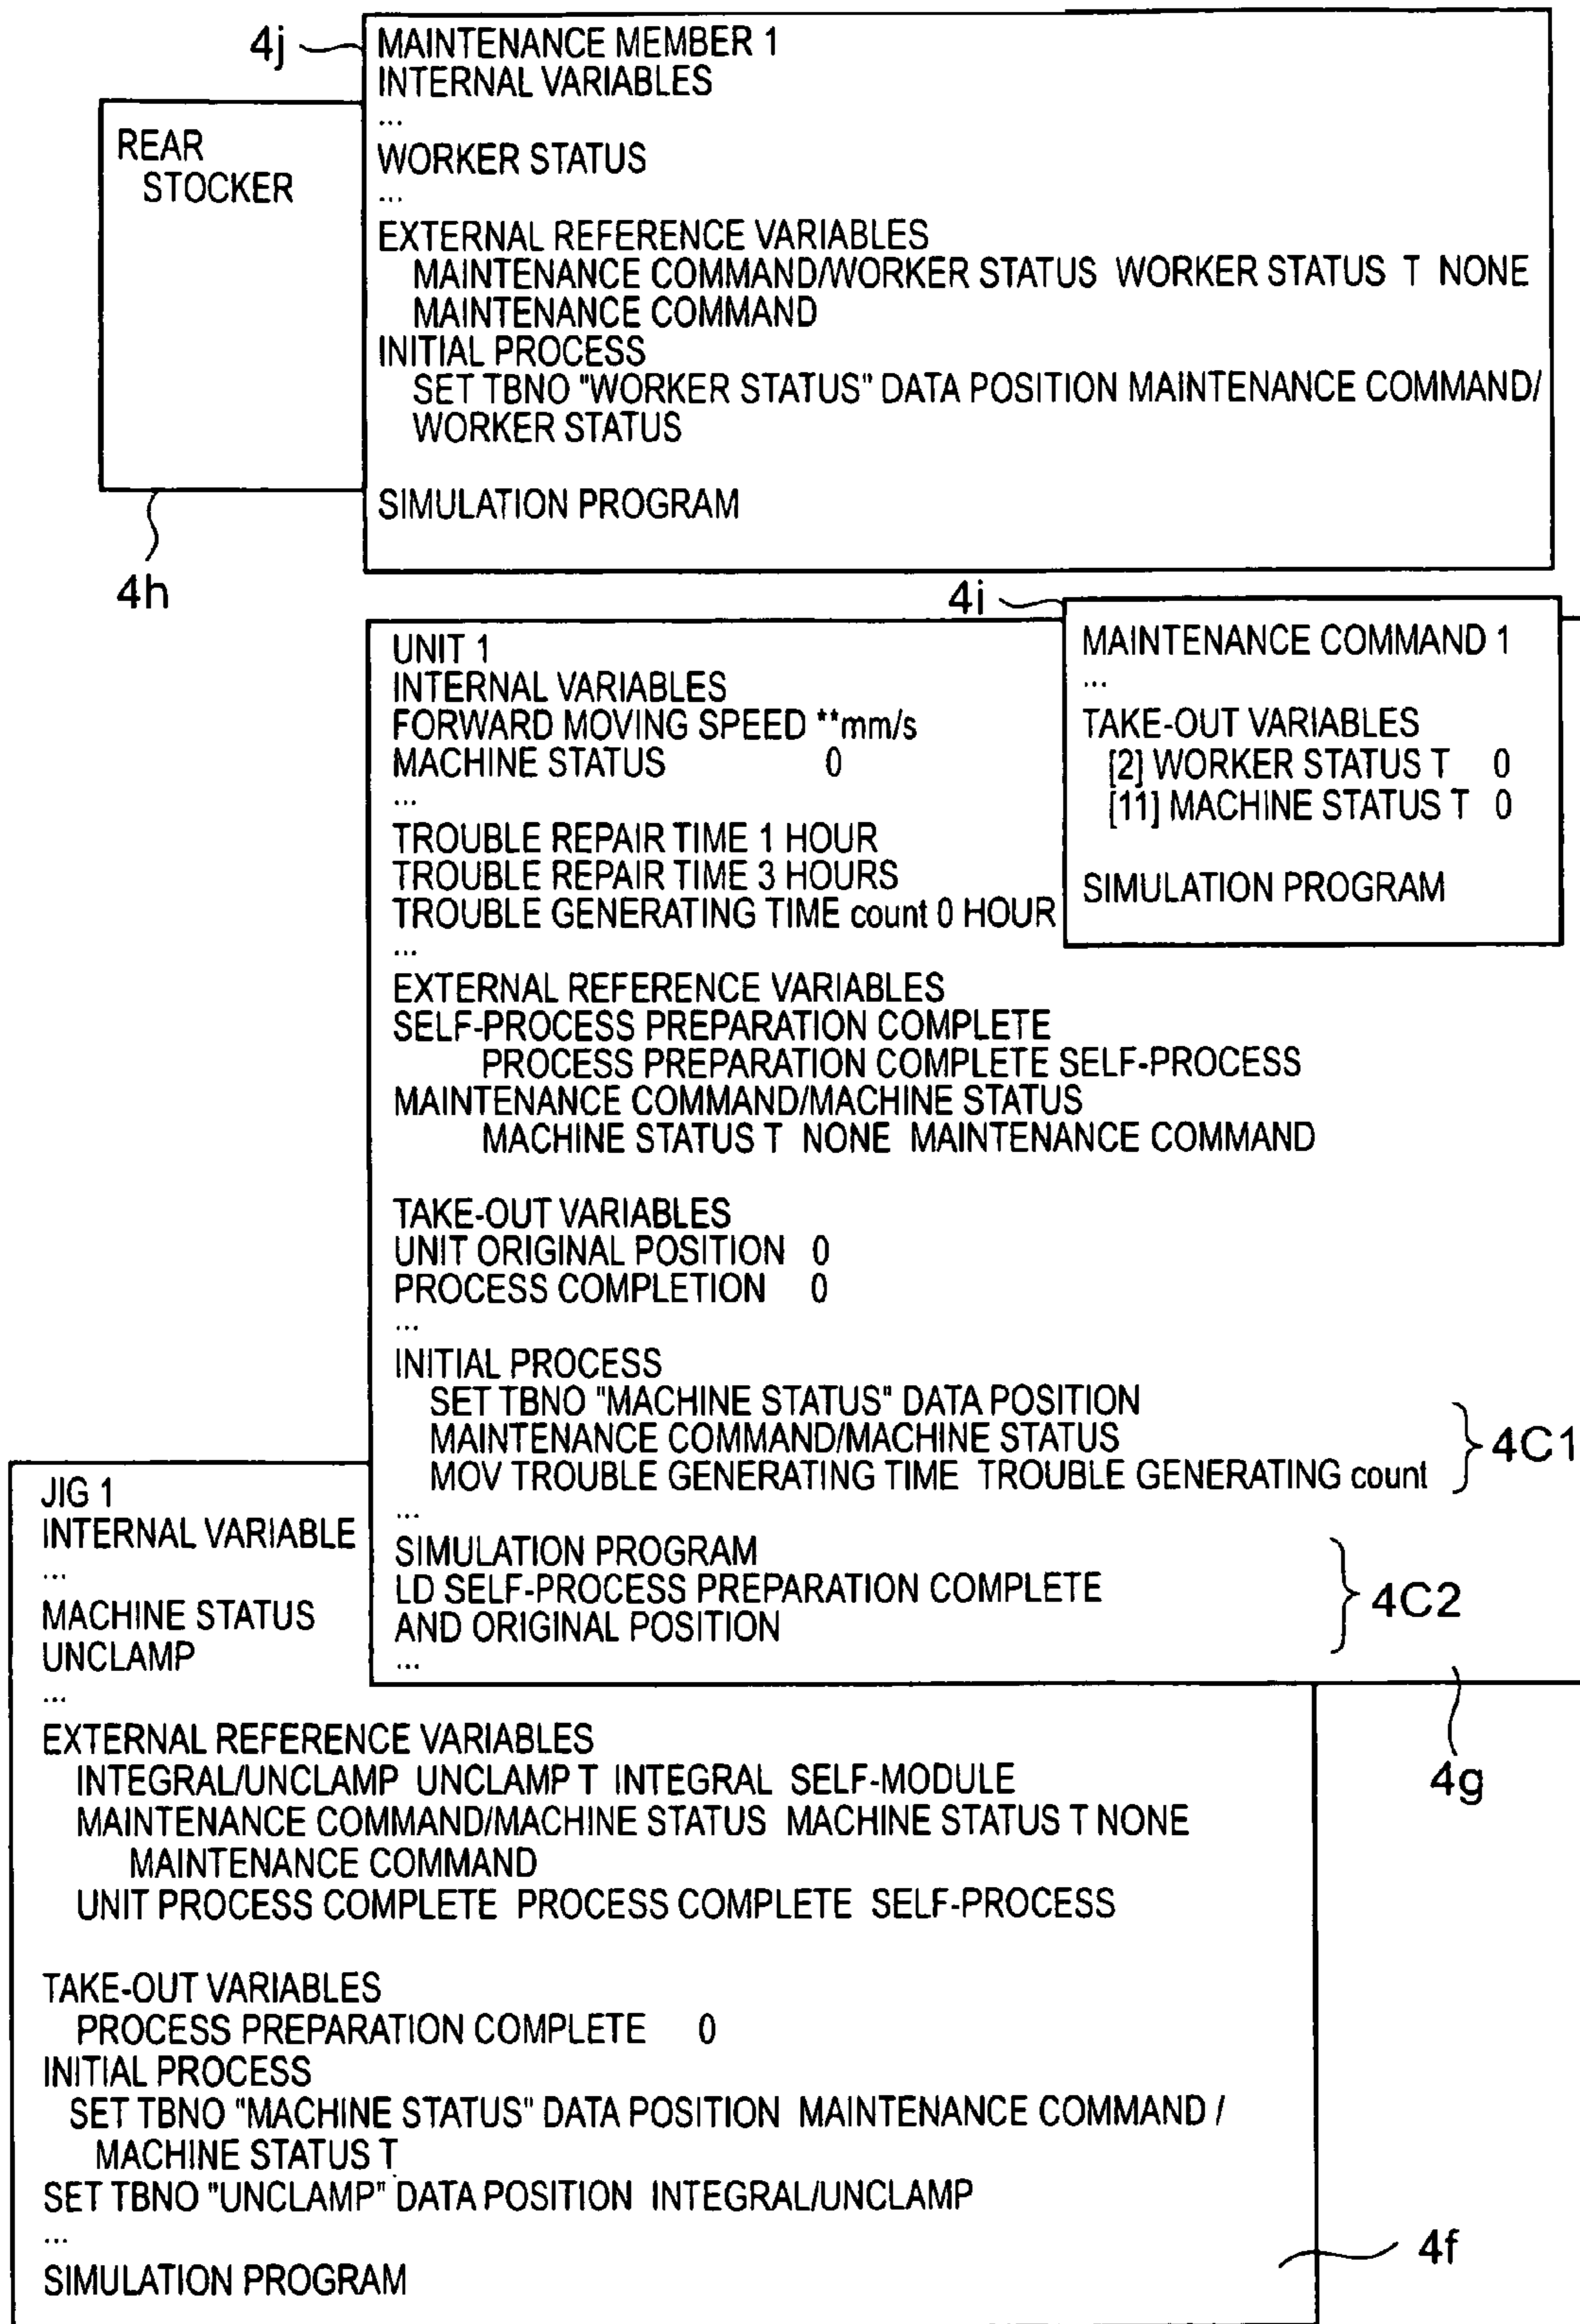 4j
MAINTENANCE MEMBER 1
INTERNAL VARIABLES
...
WORKER STATUS
...
EXTERNAL REFERENCE VARIABLES
MAINTENANCE COMMAND/WORKER STATUS WORKER STATUS T NONE
MAINTENANCE COMMAND
INITIAL PROCESS
SET TBNO "WORKER STATUS" DATA POSITION MAINTENANCE COMMAND/
WORKER STATUS
SIMULATION PROGRAM
REAR
STOCKER
4h
4i
MAINTENANCE COMMAND 1
...
TAKE-OUT VARIABLES
[2] WORKER STATUS T 0
[11] MACHINE STATUS T 0
SIMULATION PROGRAM
UNIT 1
INTERNAL VARIABLES
FORWARD MOVING SPEED **mm/s
MACHINE STATUS 0
...
TROUBLE REPAIR TIME 1 HOUR
TROUBLE REPAIR TIME 3 HOURS
TROUBLE GENERATING TIME count 0 HOUR
...
EXTERNAL REFERENCE VARIABLES
SELF-PROCESS PREPARATION COMPLETE
PROCESS PREPARATION COMPLETE SELF-PROCESS
MAINTENANCE COMMAND/MACHINE STATUS
MACHINE STATUS T NONE MAINTENANCE COMMAND
TAKE-OUT VARIABLES
UNIT ORIGINAL POSITION 0
PROCESS COMPLETION 0
...
INITIAL PROCESS
SET TBNO "MACHINE STATUS" DATA POSITION
MAINTENANCE COMMAND/MACHINE STATUS
MOV TROUBLE GENERATING TIME TROUBLE GENERATING count
4C1
...
SIMULATION PROGRAM
LD SELF-PROCESS PREPARATION COMPLETE
AND ORIGINAL POSITION
4C2
...
4g
JIG 1
INTERNAL VARIABLE
...
MACHINE STATUS
UNCLAMP
...
EXTERNAL REFERENCE VARIABLES
INTEGRAL/UNCLAMP UNCLAMP T INTEGRAL SELF-MODULE
MAINTENANCE COMMAND/MACHINE STATUS MACHINE STATUS T NONE
MAINTENANCE COMMAND
UNIT PROCESS COMPLETE PROCESS COMPLETE SELF-PROCESS
TAKE-OUT VARIABLES
PROCESS PREPARATION COMPLETE 0
INITIAL PROCESS
SET TBNO "MACHINE STATUS" DATA POSITION MAINTENANCE COMMAND /
MACHINE STATUS T
SET TBNO "UNCLAMP" DATA POSITION INTEGRAL/UNCLAMP
...
SIMULATION PROGRAM
4f